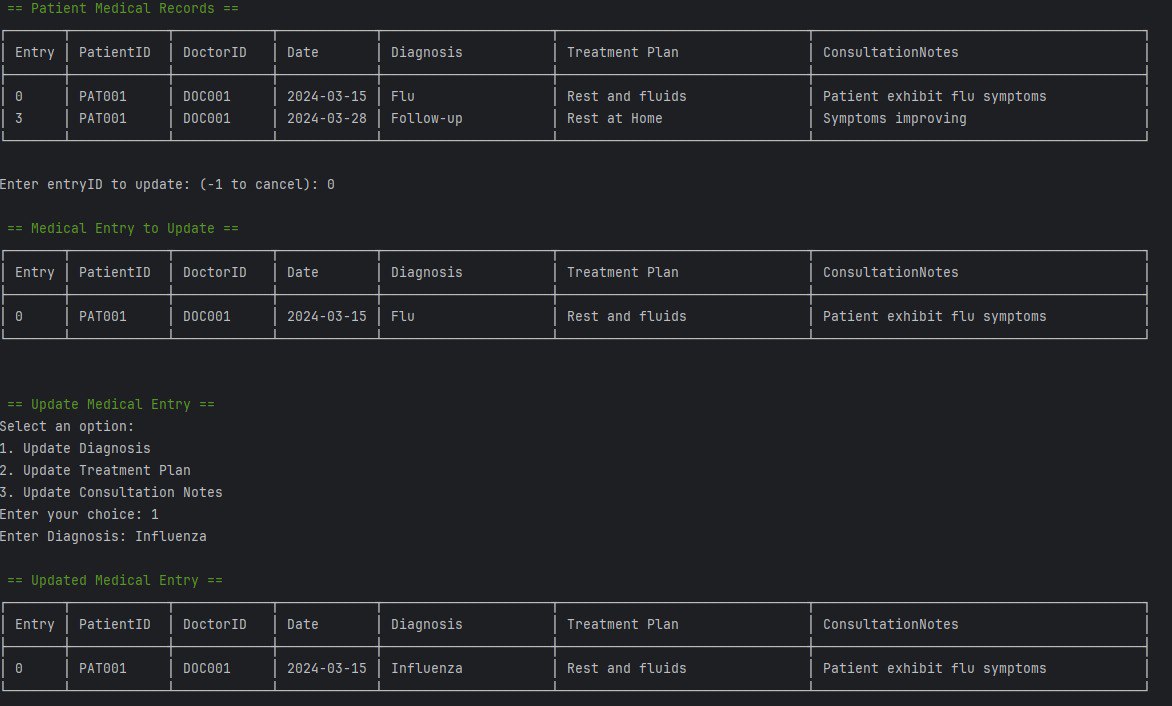 == Patient Medical Records ==
Entry PatientID DoctorID Date Diagnosis Treatment Plan ConsultationNotes
0 PAT001 DOC001 2024-03-15 Flu Rest and fluids Patient exhibit flu symptoms
3 PAT001 DOC001 2024-03-28 Follow-up Rest at Home Symptoms improving
Enter entryID to update: (-1 to cancel): 0
== Medical Entry to Update ==
Entry PatientID DoctorID Date Diagnosis Treatment Plan ConsultationNotes
0 PAT001 DOC001 2024-03-15 Flu Rest and fluids Patient exhibit flu symptoms
== Update Medical Entry ==
Select an option:
1. Update Diagnosis
2. Update Treatment Plan
3. Update Consultation Notes
Enter your choice: 1
Enter Diagnosis: Influenza
== Updated Medical Entry ==
Entry PatientID DoctorID Date Diagnosis Treatment Plan ConsultationNotes
0 PAT001 DOC001 2024-03-15 Influenza Rest and fluids Patient exhibit flu symptoms